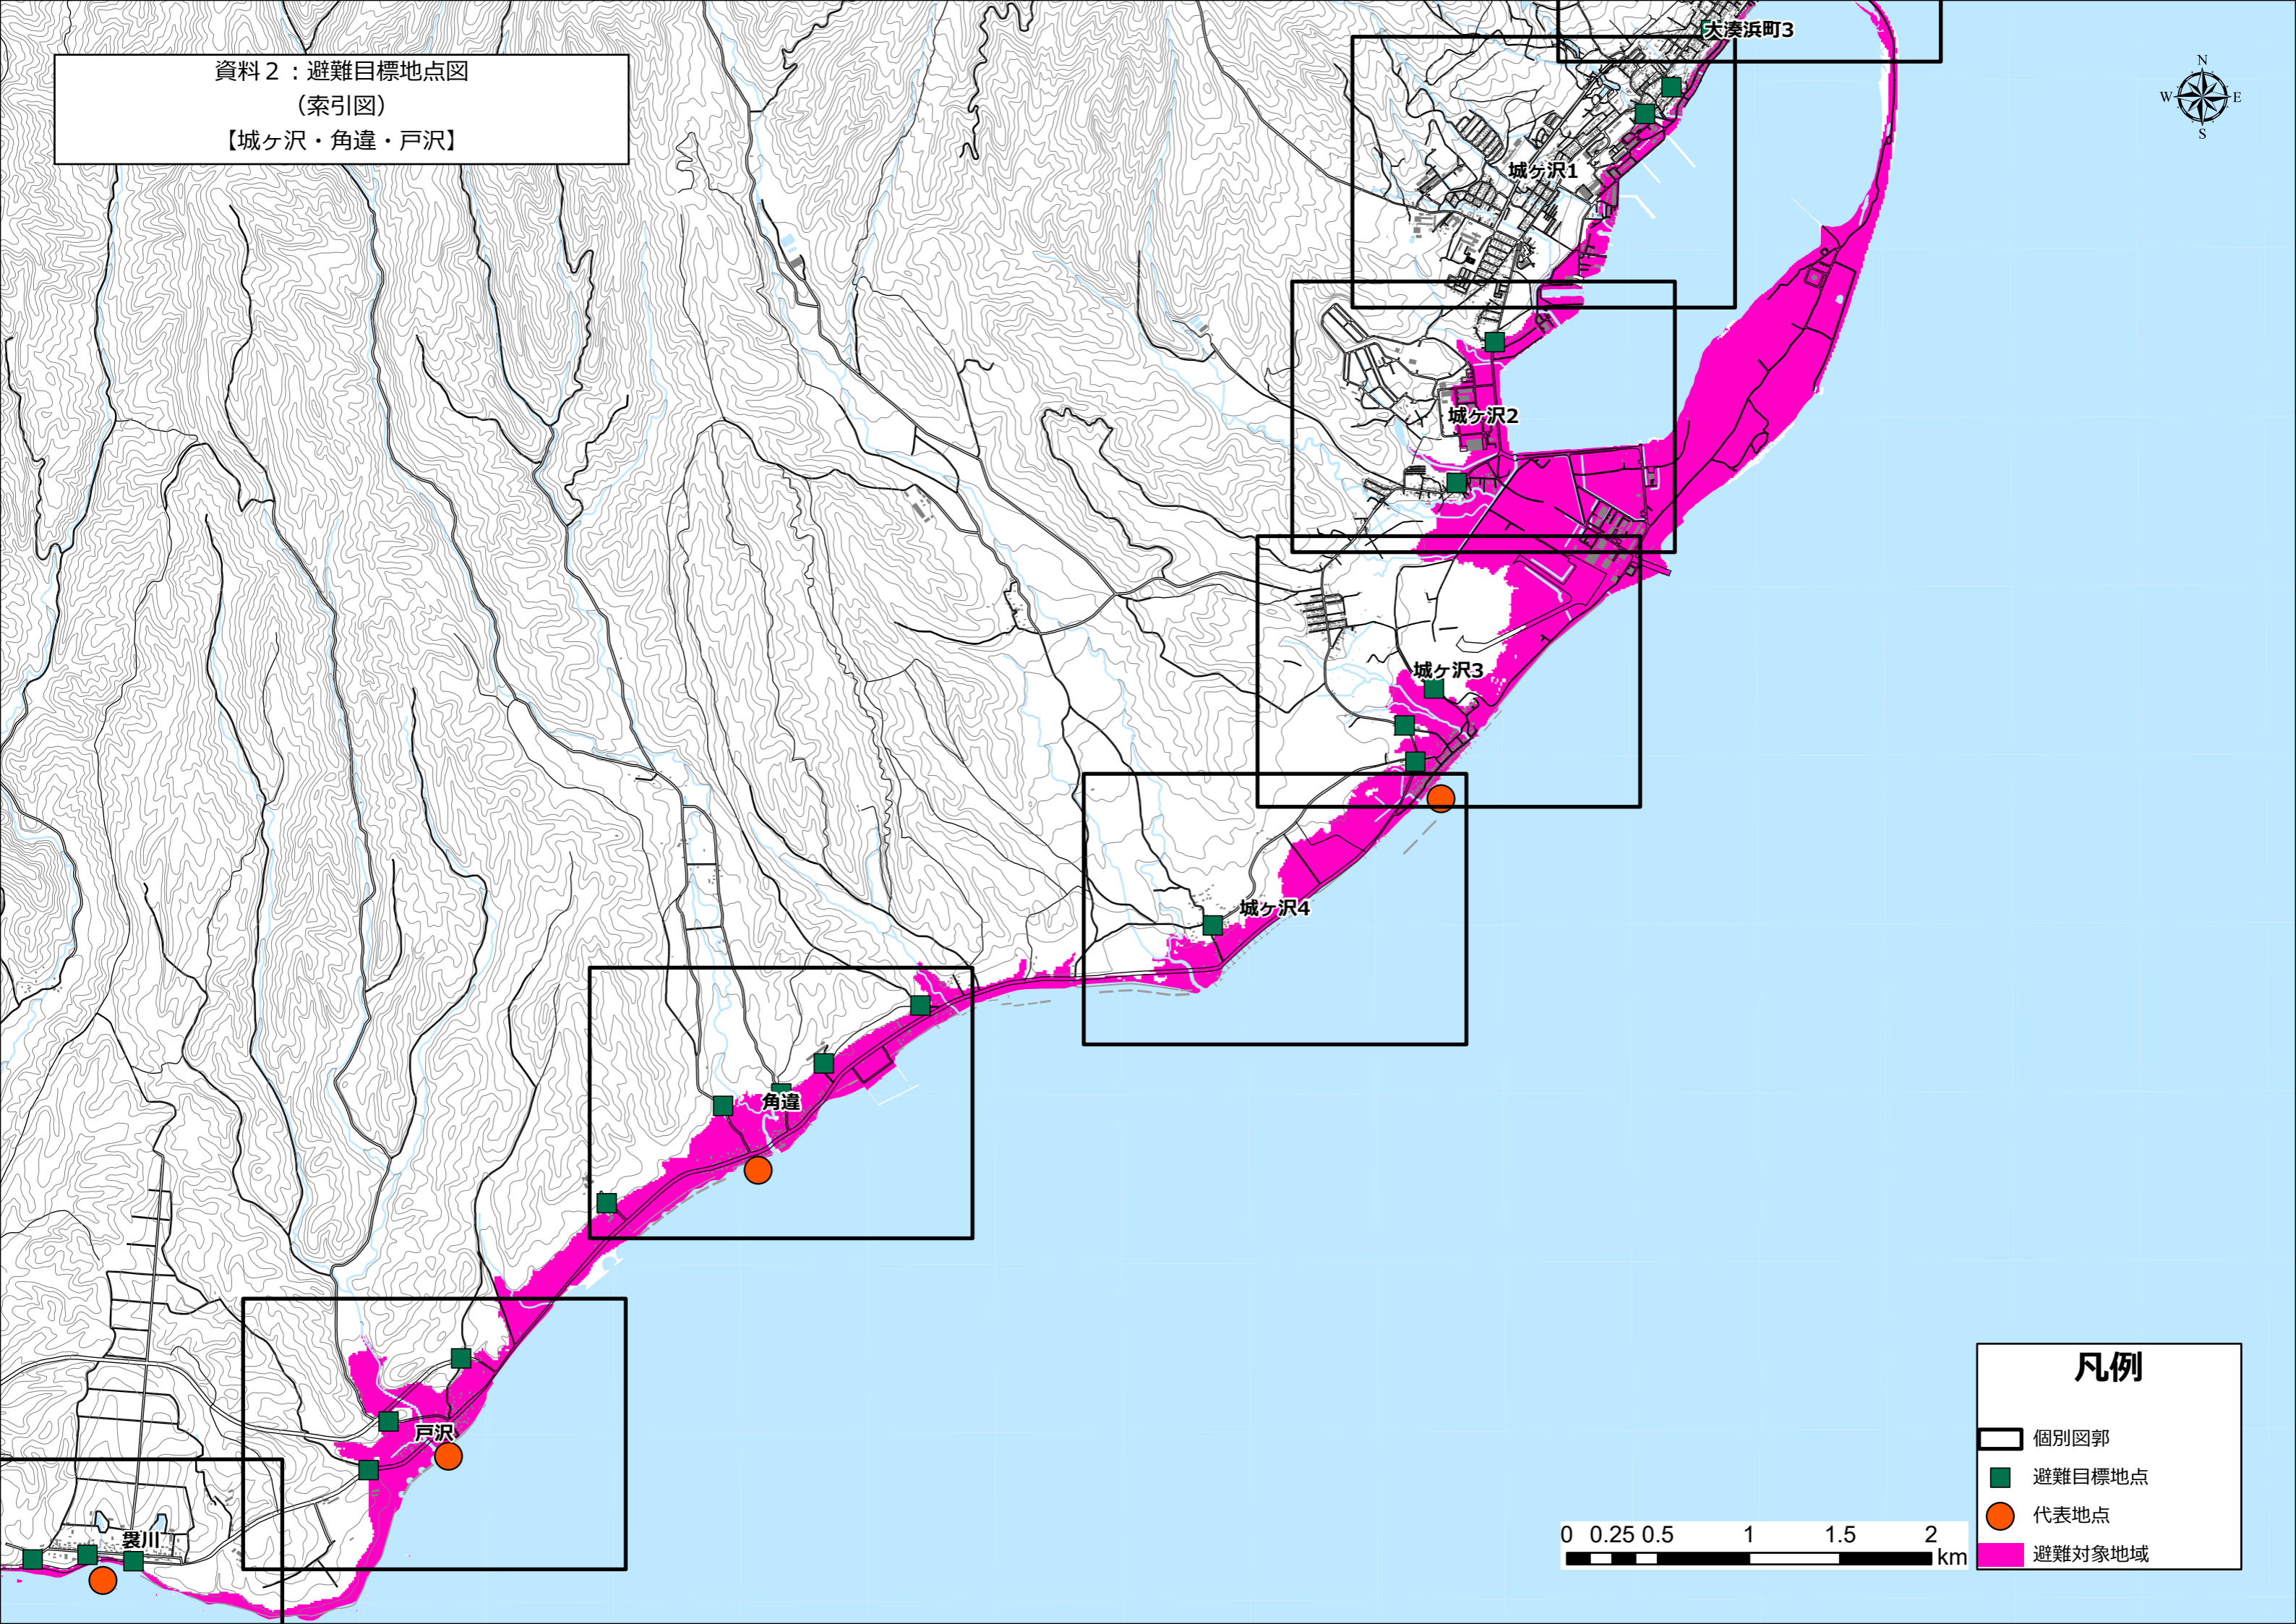 資料２：避難目標地点図
（索引図）
【城ヶ沢・角違・戸沢】
大湊浜町3
N
W
E
S
城ヶ沢1
城ヶ沢2
城ヶ沢3
城ヶ沢4
角違
戸沢
袰川
凡例
個別図郭
避難目標地点
代表地点
避難対象地域
0 0.25 0.5 1 1.5 2
km